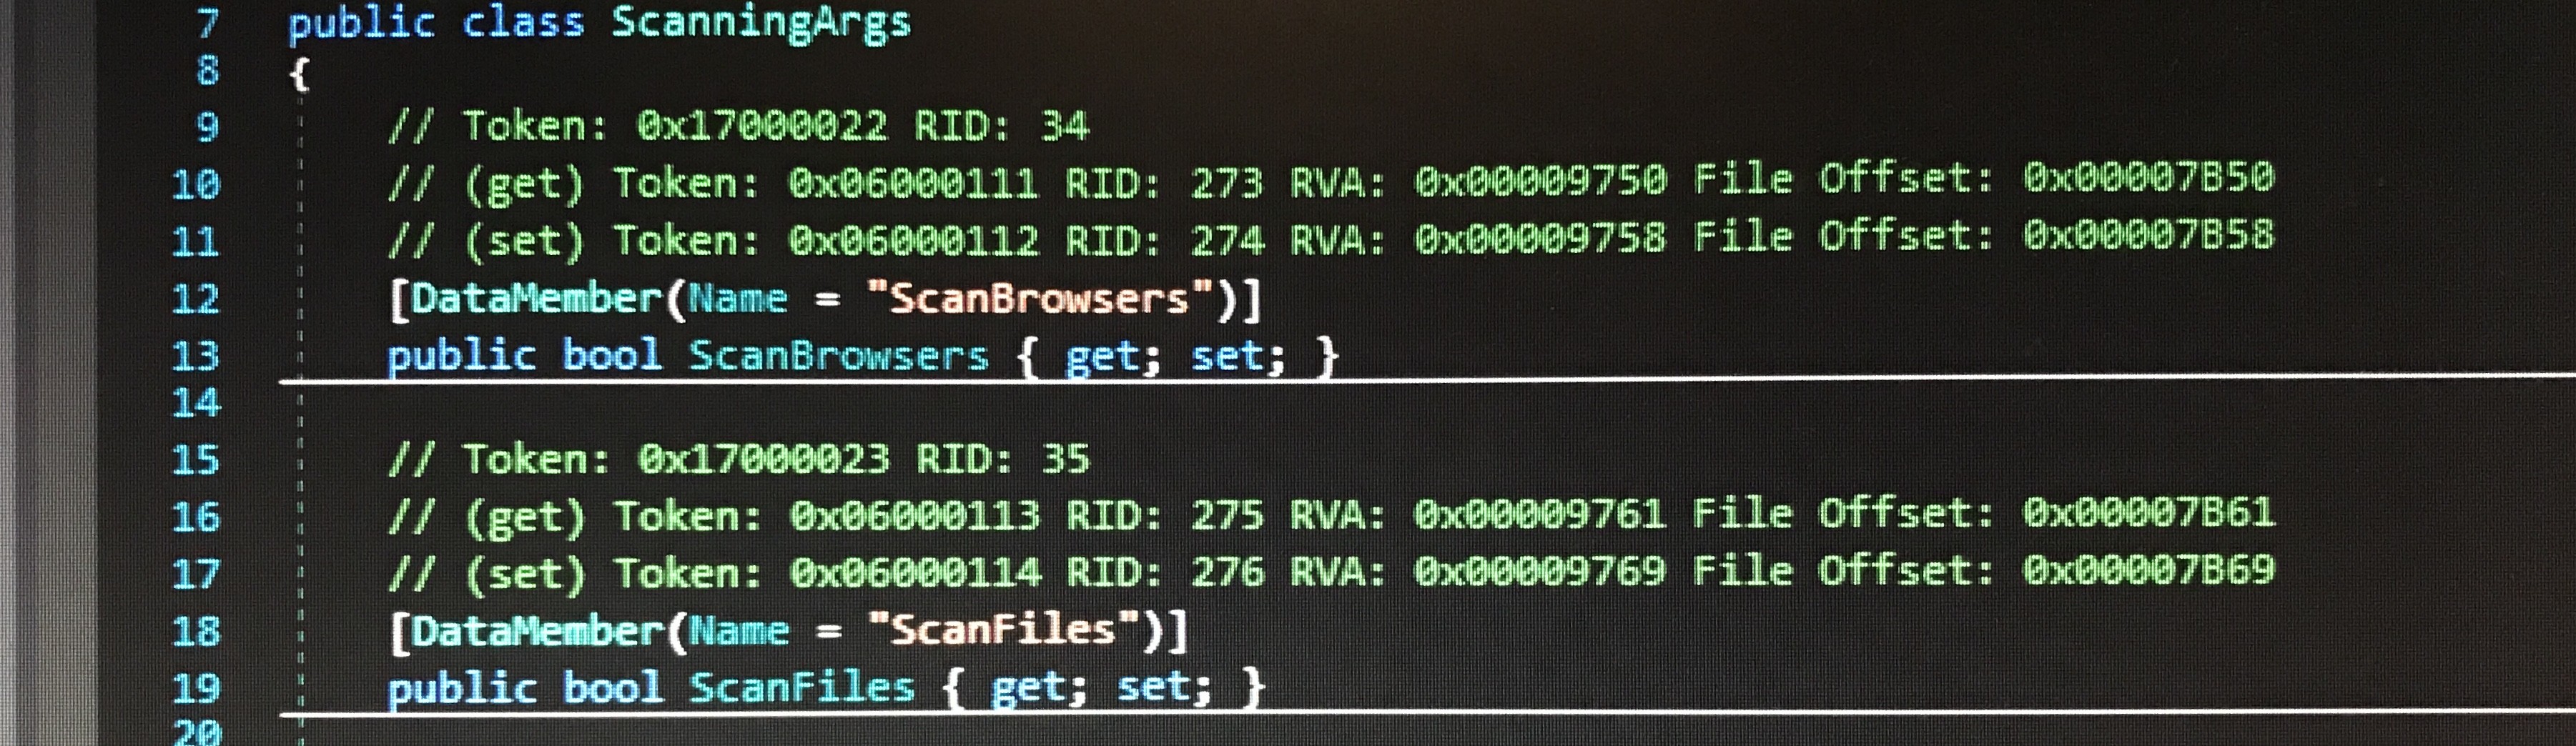 7 public class ScanningArgs
8 {
9 // Token: 0x17000022 RID: 34
10 // (get) Token: 0x06000111 RID: 273 RVA: 0x00009750 File Offset: 0x00007B50
11 // (set) Token: 0x06000112 RID: 274 RVA: 0x00009758 File Offset: 0x00007B58
12 [DataMember(Name = "ScanBrowsers")]
13 public bool ScanBrowsers { get; set; }
14
15 // Token: 0x17000023 RID: 35
16 // (get) Token: 0x06000113 RID: 275 RVA: 0x00009761 File Offset: 0x00007B61
17 // (set) Token: 0x06000114 RID: 276 RVA: 0x00009769 File Offset: 0x00007B69
18 [DataMember(Name = "ScanFiles")]
19 public bool ScanFiles { get; set; }
20